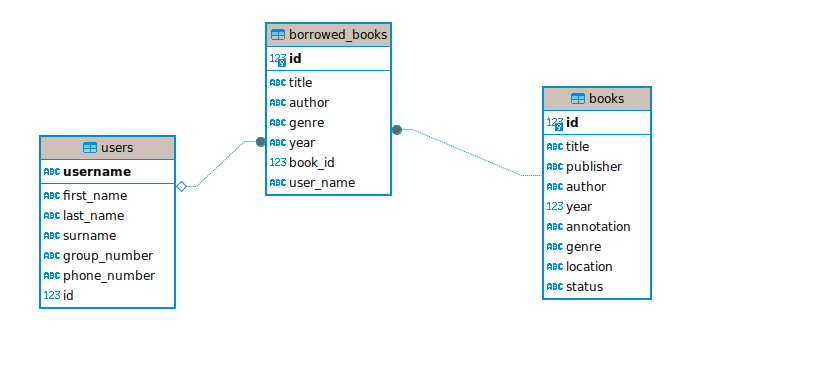 users
ABC username
ABC first_name
ABC last_name
ABC surname
ABC group_number
ABC phone_number
123 id
borrowed_books
123 id
ABC title
ABC author
ABC genre
ABC year
123 book_id
ABC user_name
books
123 id
ABC title
ABC publisher
ABC author
123 year
ABC annotation
ABC genre
ABC location
ABC status